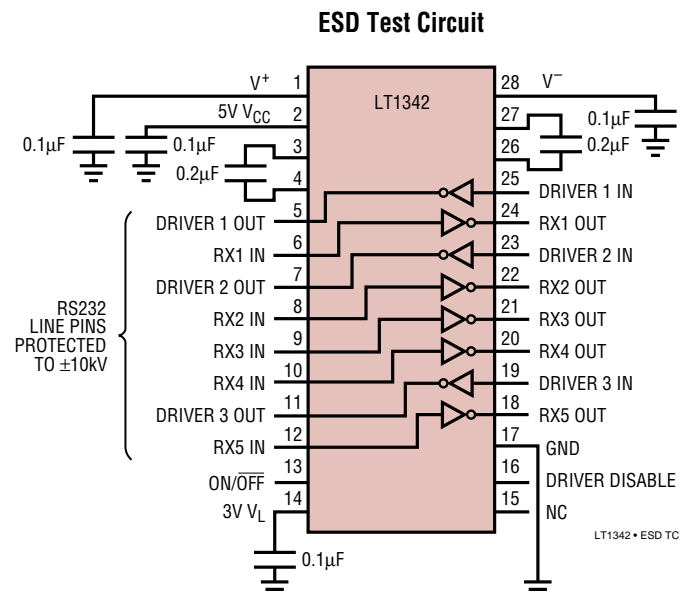 ESD Test Circuit
LT1342
V+ 1
5V VCC 2
3
4
0.1µF
0.1µF
0.2µF
DRIVER 1 OUT 5
RX1 IN 6
DRIVER 2 OUT 7
RX2 IN 8
RX3 IN 9
RX4 IN 10
DRIVER 3 OUT 11
RX5 IN 12
ON/OFF 13
3V VL 14
0.1µF
RS232
LINE PINS
PROTECTED
TO ±10kV
28 V−
27
26
0.1µF
0.2µF
25 DRIVER 1 IN
24 RX1 OUT
23 DRIVER 2 IN
22 RX2 OUT
21 RX3 OUT
20 RX4 OUT
19 DRIVER 3 IN
18 RX5 OUT
17 GND
16 DRIVER DISABLE
15 NC
LT1342 • ESD TC